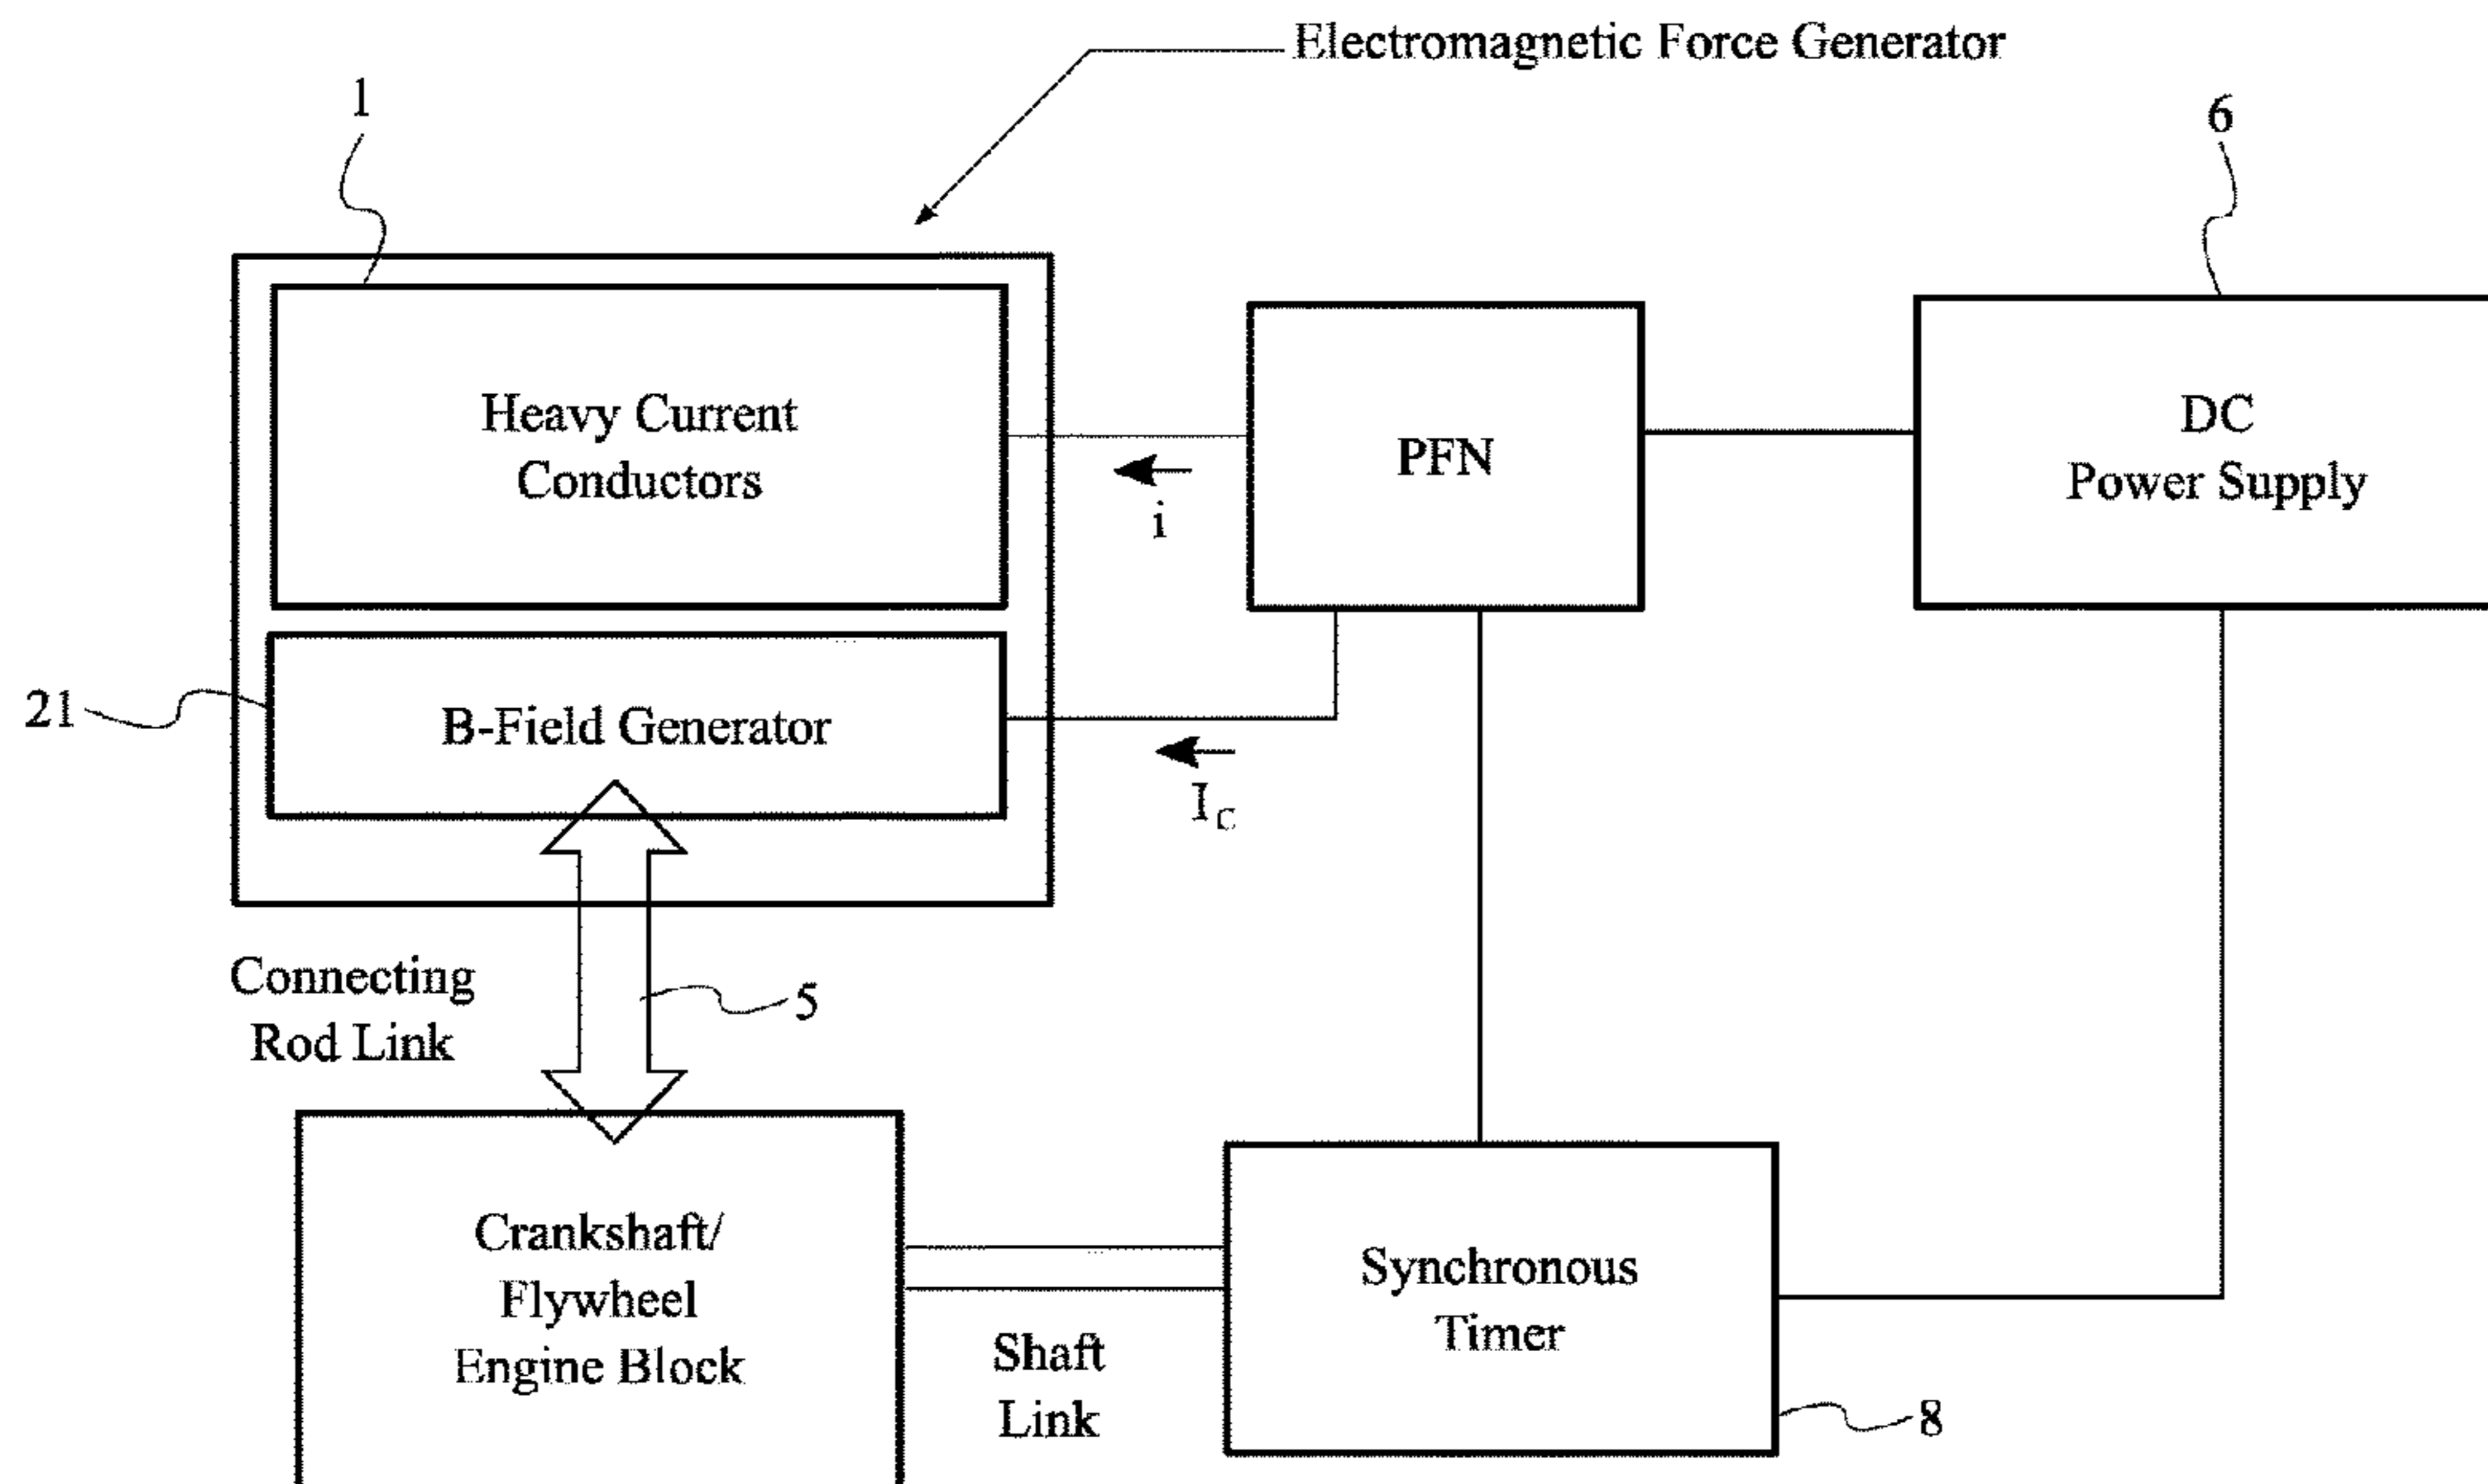 Electromagnetic Force Generator
1
6
Heavy Current
Conductors
PFN
DC
Power Supply
i
21
B-Field Generator
I_C
Connecting
Rod Link
5
Crankshaft/
Flywheel
Engine Block
Shaft
Link
Synchronous
Timer
8